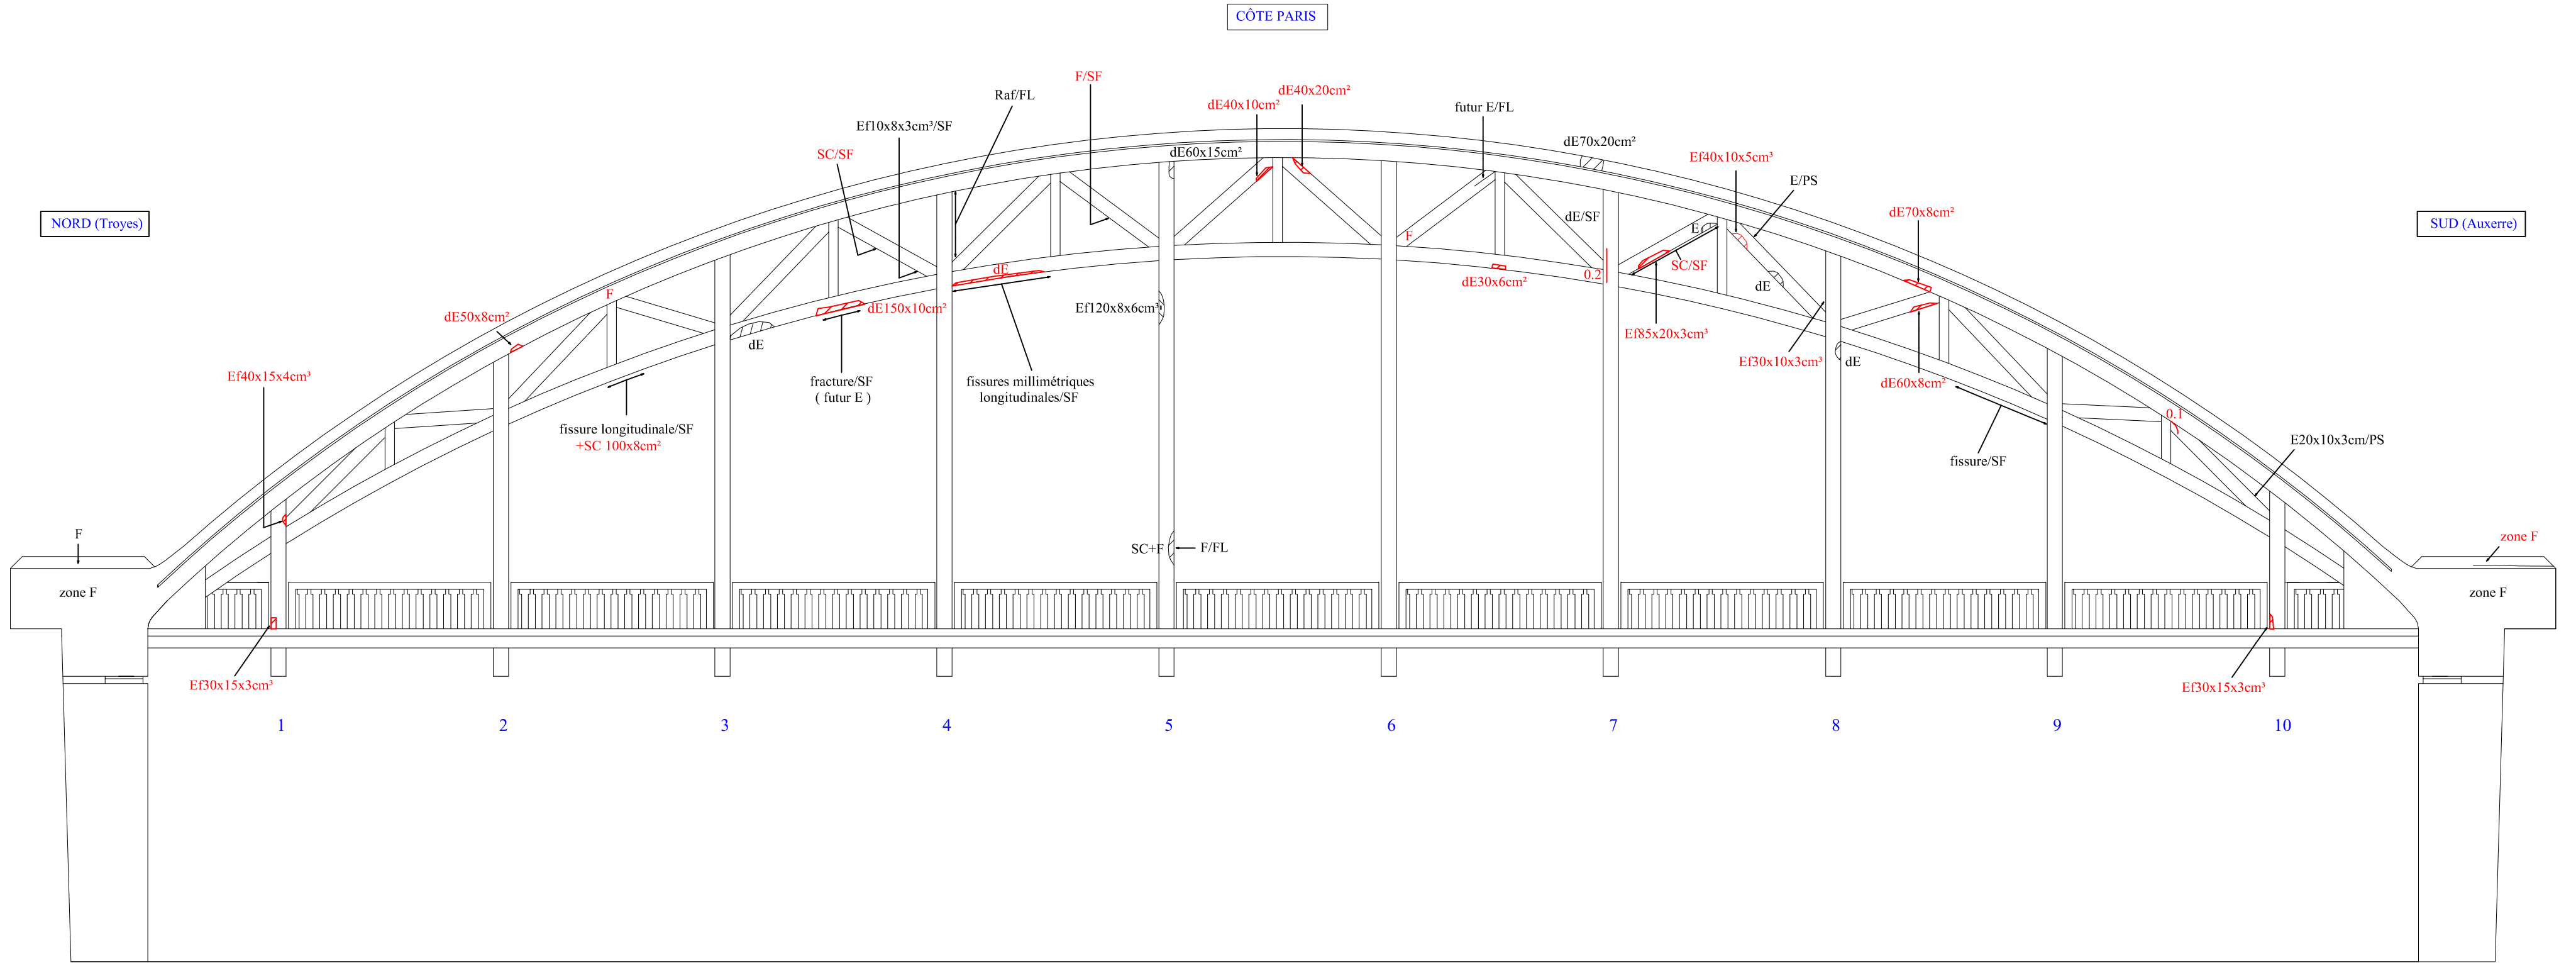 CÔTE PARIS
F/SF
Raf/FL
dE40x20cm²
dE40x10cm²
futur E/FL
Ef10x8x3cm³/SF
dE70x20cm²
SC/SF
dE60x15cm²
Ef40x10x5cm³
E/PS
NORD (Troyes)
dE/SF
dE70x8cm²
SUD (Auxerre)
E
F
SC/SF
dE
0.2
dE30x6cm²
dE
F
Ef120x8x6cm³
dE150x10cm²
dE50x8cm²
Ef85x20x3cm³
dE
Ef30x10x3cm³
dE
Ef40x15x4cm³
fracture/SF
( futur E )
fissures millimétriques
longitudinales/SF
dE60x8cm²
0.1
fissure longitudinale/SF
+SC 100x8cm²
E20x10x3cm/PS
fissure/SF
F
zone F
SC+F
F/FL
zone F
zone F
Ef30x15x3cm³
Ef30x15x3cm³
1
2
3
4
5
6
7
8
9
10